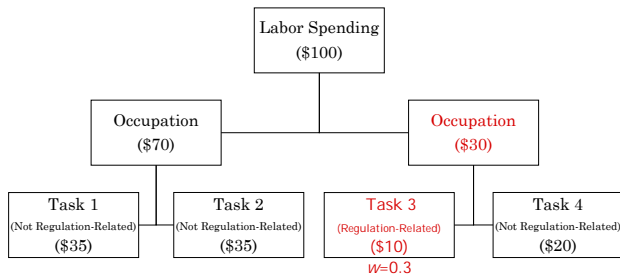 Labor Spending
($100)
Occupation
($70)
Occupation
($30)
Task 1
(Not Regulation-Related)
($35)
Task 2
(Not Regulation-Related)
($35)
Task 3
(Regulation-Related)
($10)
w=0.3
Task 4
(Not Regulation-Related)
($20)